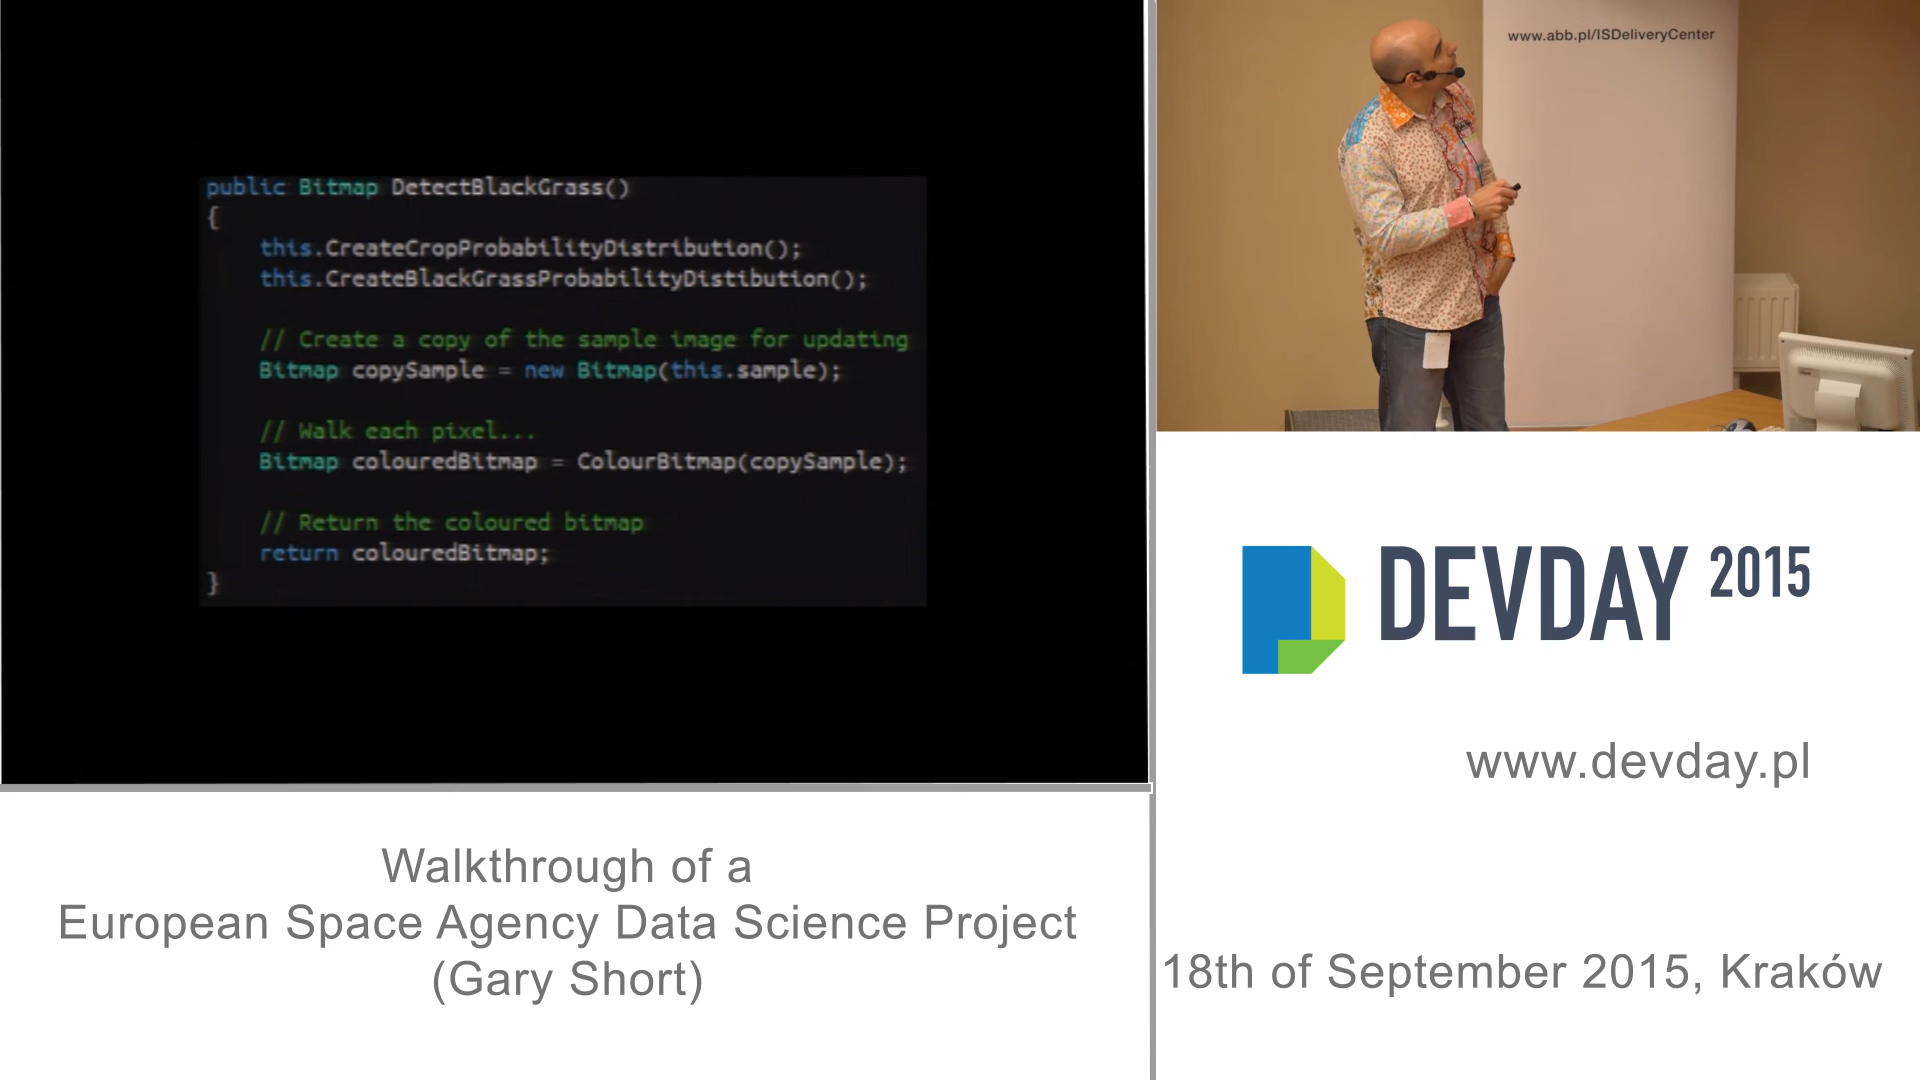 public Bitmap DetectBlackGrass()
{
this.CreateCropProbabilityDistribution();
this.CreateBlackGrassProbabilityDistibution();
// Create a copy of the sample image for updating
Bitmap copySample = new Bitmap(this.sample);
// Walk each pixel...
Bitmap colouredBitmap = ColourBitmap(copySample);
// Return the coloured bitmap
return colouredBitmap;
}
www.abb.pl/ISDeliveryCenter
DEVDAY 2015
www.devday.pl
Walkthrough of a
European Space Agency Data Science Project
(Gary Short)
18th of September 2015, Kraków